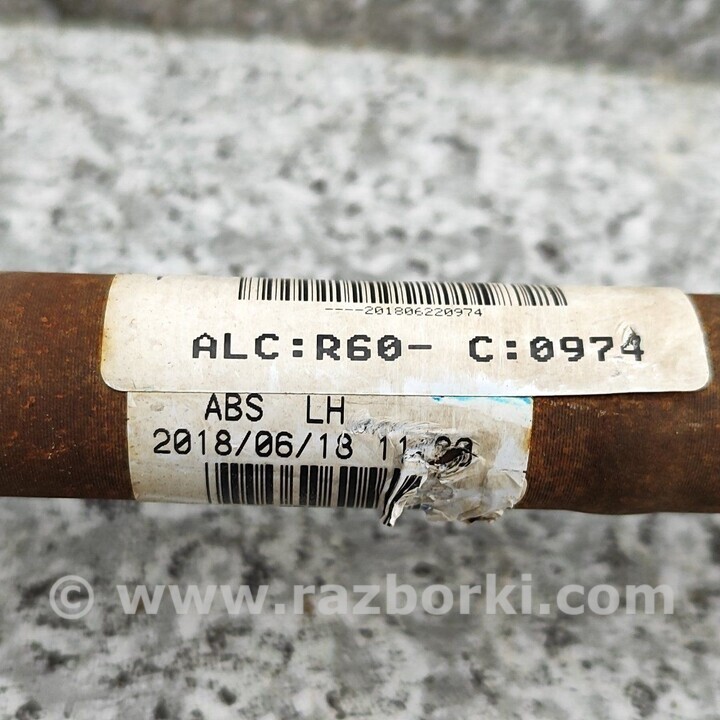 ----201806220974
ALC:R60- C:0974
ABS LH
2018/06/18
© www.razborki.com